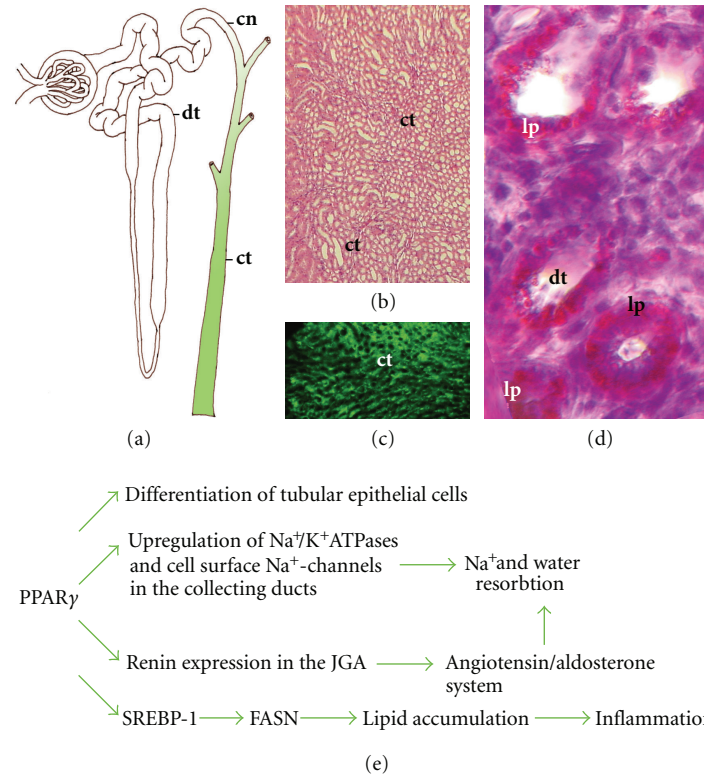 cn
dt
ct
(a)
ct
ct
(b)
ct
(c)
lp
dt
lp
lp
(d)
Differentiation of tubular epithelial cells
Upregulation of Na+/K+ATPases
and cell surface Na+-channels
in the collecting ducts
Na+and water
resorbtion
PPARγ
Renin expression in the JGA
Angiotensin/aldosterone
system
SREBP-1
FASN
Lipid accumulation
Inflammation
(e)